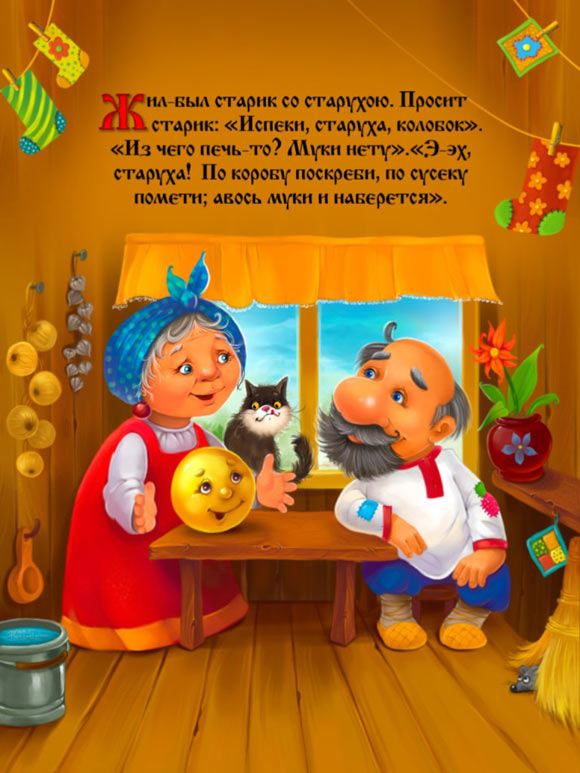 Жил-был старик со старухою. Просит
старик: «Испеки, старуха, колобок».
«Из чего печь-то? Муки нету».«Э-эх,
старуха! По коробу поскреби, по сусеку
помети; авось муки и наберется».